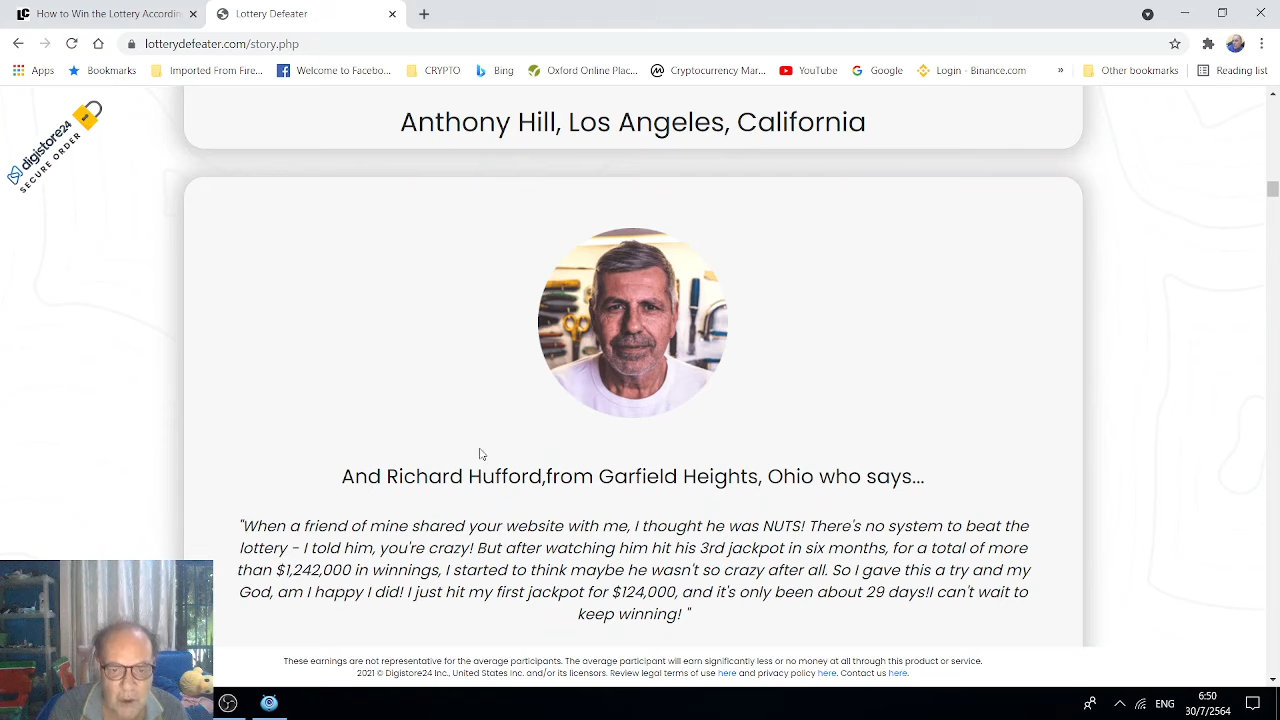 How to Win the Lottery Accordin
Lottery Defeater
lotterydefeater.com/story.php
Apps
Bookmarks
Imported From Fire...
Welcome to Facebo...
CRYPTO
Bing
Oxford Online Plac...
Cryptocurrency Mar...
YouTube
Google
Login - Binance.com
»
Other bookmarks
Reading list
digistore24
SECURE ORDER
Anthony Hill, Los Angeles, California
And Richard Hufford,from Garfield Heights, Ohio who says...
"When a friend of mine shared your website with me, I thought he was NUTS! There's no system to beat the
lottery - I told him, you're crazy! But after watching him hit his 3rd jackpot in six months, for a total of more
than $1,242,000 in winnings, I started to think maybe he wasn't so crazy after all. So I gave this a try and my
God, am I happy I did! I just hit my first jackpot for $124,000, and it's only been about 29 days!I can't wait to
keep winning! "
These earnings are not representative for the average participants. The average participant will earn significantly less or no money at all through this product or service.
2021 © Digistore24 Inc., United States Inc. and/or its licensors. Review legal terms of use here and privacy policy here. Contact us here.
ENG
6:50
30/7/2564